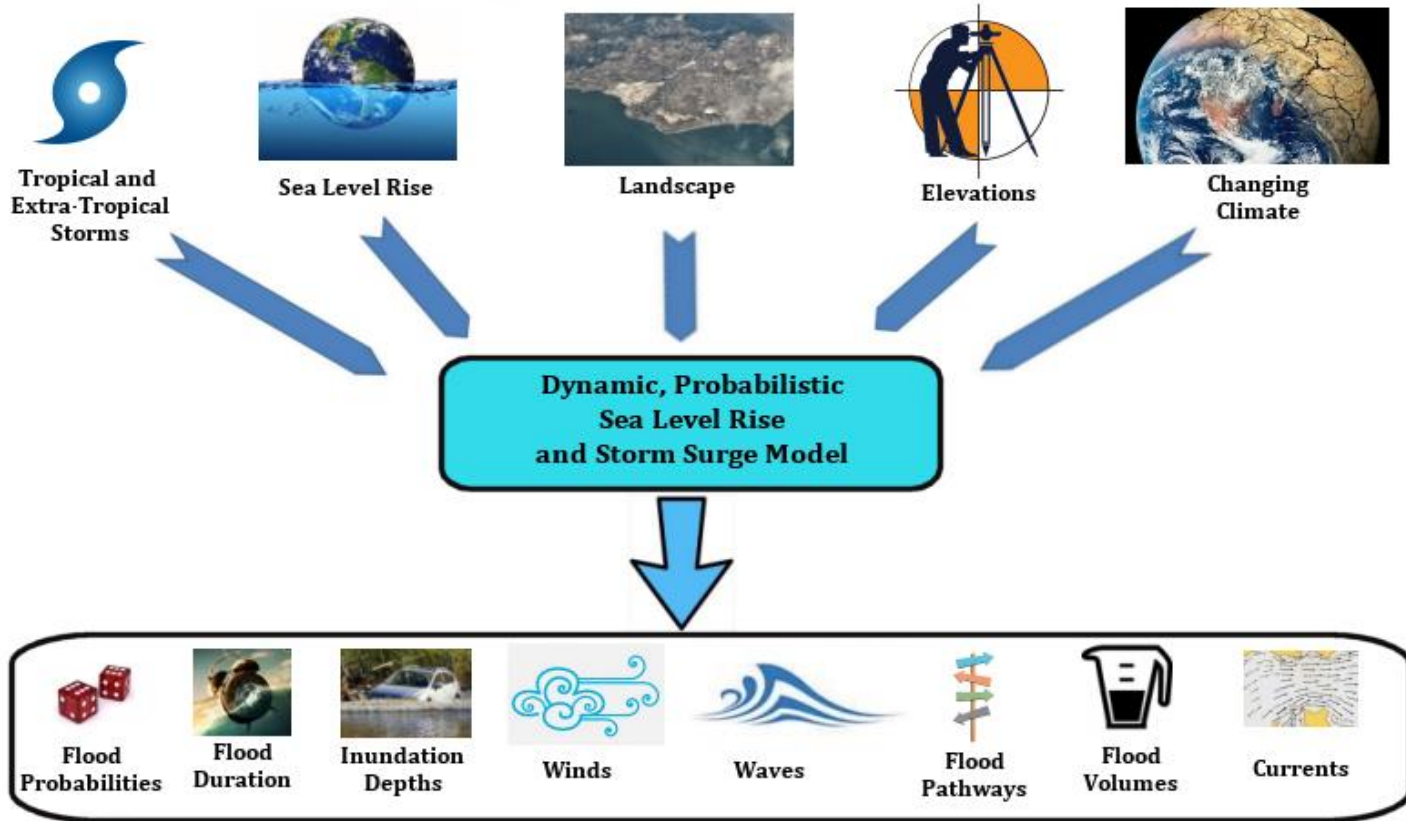 Tropical and
Extra-Tropical
Storms
Sea Level Rise
Landscape
Elevations
Changing
Climate
Dynamic, Probabilistic
Sea Level Rise
and Storm Surge Model
Flood
Probabilities
Flood
Duration
Inundation
Depths
Winds
Waves
Flood
Pathways
Flood
Volumes
Currents